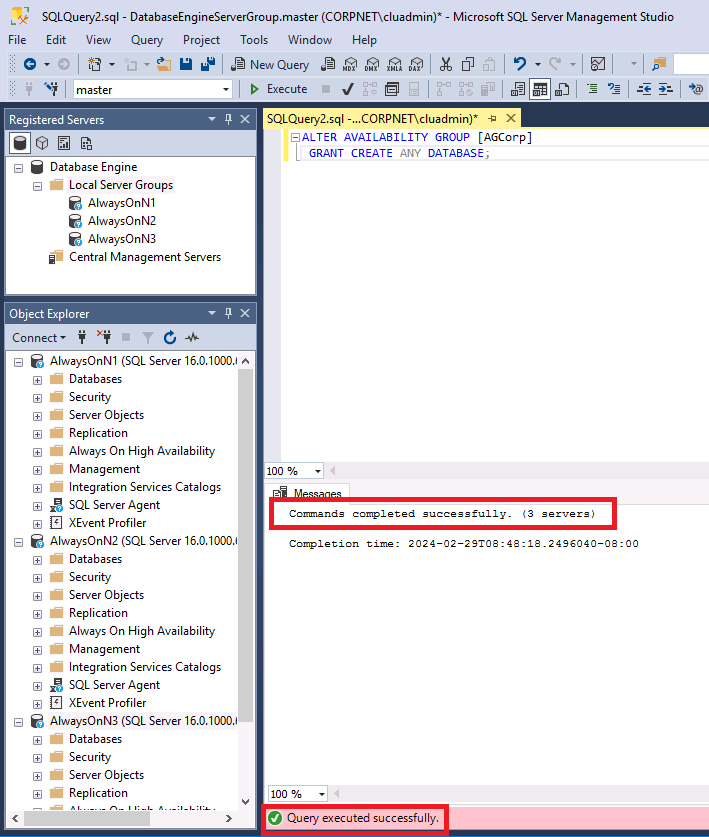 SQLQuery2.sql - DatabaseEngineServerGroup.master (CORPNET\cluadmin)* - Microsoft SQL Server Management Studio
File Edit View Query Project Tools Window Help
New Query MDX DMX XMLA DAX
master Execute
Registered Servers
Database Engine
Local Server Groups
AlwaysOnN1
AlwaysOnN2
AlwaysOnN3
Central Management Servers
Object Explorer
Connect
AlwaysOnN1 (SQL Server 16.0.1000.6
Databases
Security
Server Objects
Replication
Always On High Availability
Management
Integration Services Catalogs
SQL Server Agent
XEvent Profiler
AlwaysOnN2 (SQL Server 16.0.1000.6
Databases
Security
Server Objects
Replication
Always On High Availability
Management
Integration Services Catalogs
SQL Server Agent
XEvent Profiler
AlwaysOnN3 (SQL Server 16.0.1000.6
Databases
Security
Server Objects
Replication
Always On High Availability
SQLQuery2.sql -...CORPNET\cluadmin)*
ALTER AVAILABILITY GROUP [AGCorp]
GRANT CREATE ANY DATABASE;
100 %
Messages
Commands completed successfully. (3 servers)
Completion time: 2024-02-29T08:48:18.2496040-08:00
100 %
Query executed successfully.